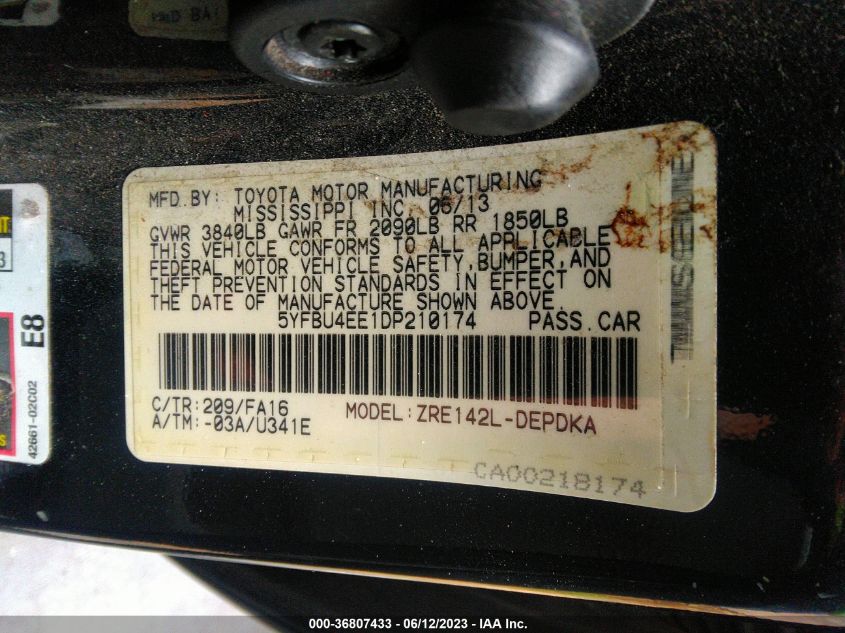 MFD.BY: TOYOTA MOTOR MANUFACTURING
MISSISSIPPI INC. 06/13
GVWR 3840LB GAWR FR 2090LB RR 1850LB
THIS VEHICLE CONFORMS TO ALL APPLICABLE
FEDERAL MOTOR VEHICLE SAFETY,BUMPER,AND
THEFT PREVENTION STANDARDS IN EFFECT ON
THE DATE OF MANUFACTURE SHOWN ABOVE.
5YFBU4EE1DP210174 PASS.CAR
C/TR:209/FA16 MODEL:ZRE142L-DEPDKA
A/TM:-03A/U341E
CA00218174
E8
42661-02C02
000-36807433 - 06/12/2023 - IAA Inc.